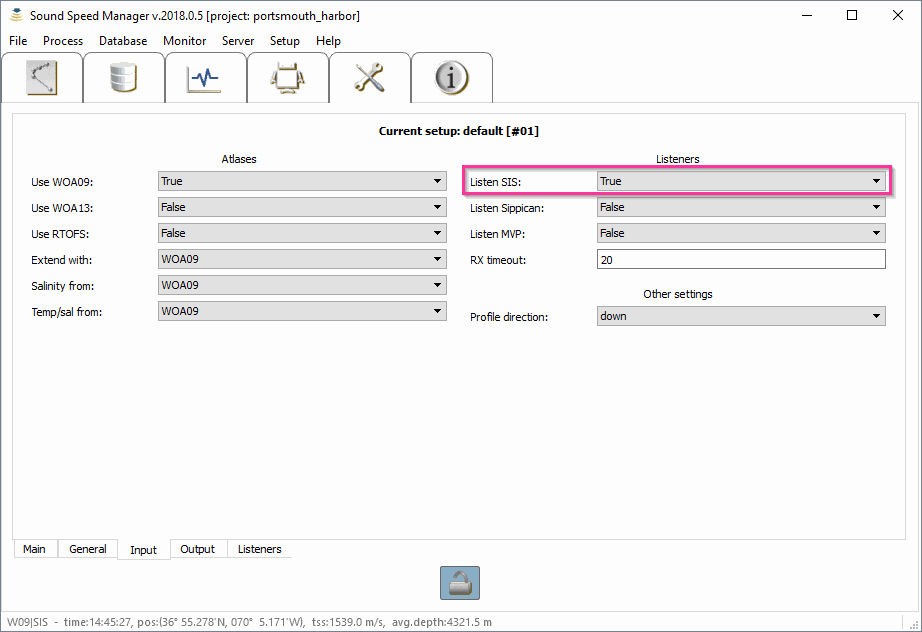 Sound Speed Manager v.2018.0.5 [project: portsmouth_harbor]
File Process Database Monitor Server Setup Help
Current setup: default [#01]
Atlases
Use WOA09: True
Use WOA13: False
Use RTOFS: False
Extend with: WOA09
Salinity from: WOA09
Temp/sal from: WOA09
Listeners
Listen SIS: True
Listen Sippican: False
Listen MVP: False
RX timeout: 20
Other settings
Profile direction: down
Main General Input Output Listeners
W09|SIS - time:14:45:27, pos:(36° 55.278'N, 070° 5.171'W), tss:1539.0 m/s, avg.depth:4321.5 m